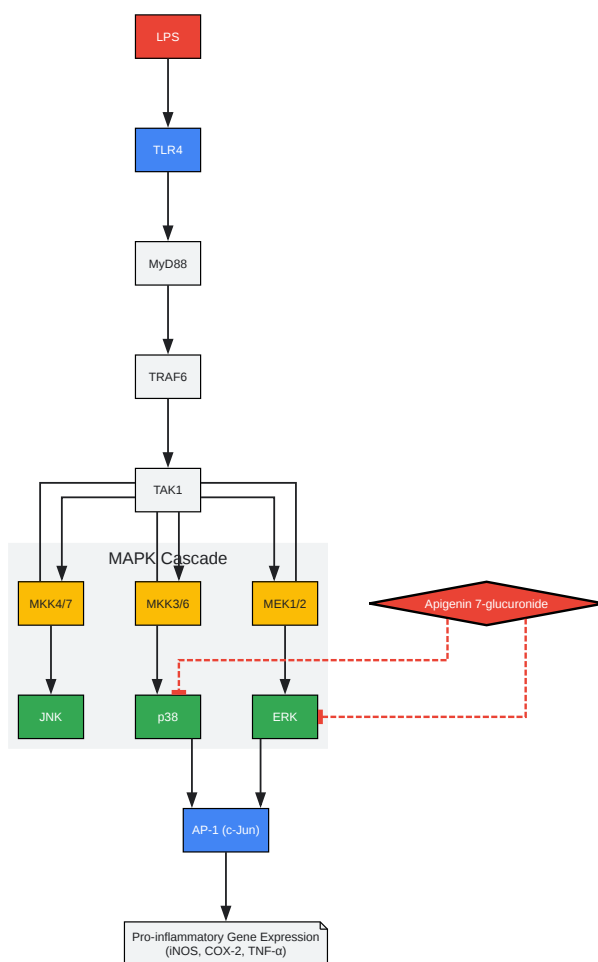 LPS
TLR4
MyD88
TRAF6
TAK1
MAPK Cascade
MKK4/7
MKK3/6
MEK1/2
Apigenin 7-glucuronide
JNK
p38
ERK
AP-1 (c-Jun)
Pro-inflammatory Gene Expression
(iNOS, COX-2, TNF-α)